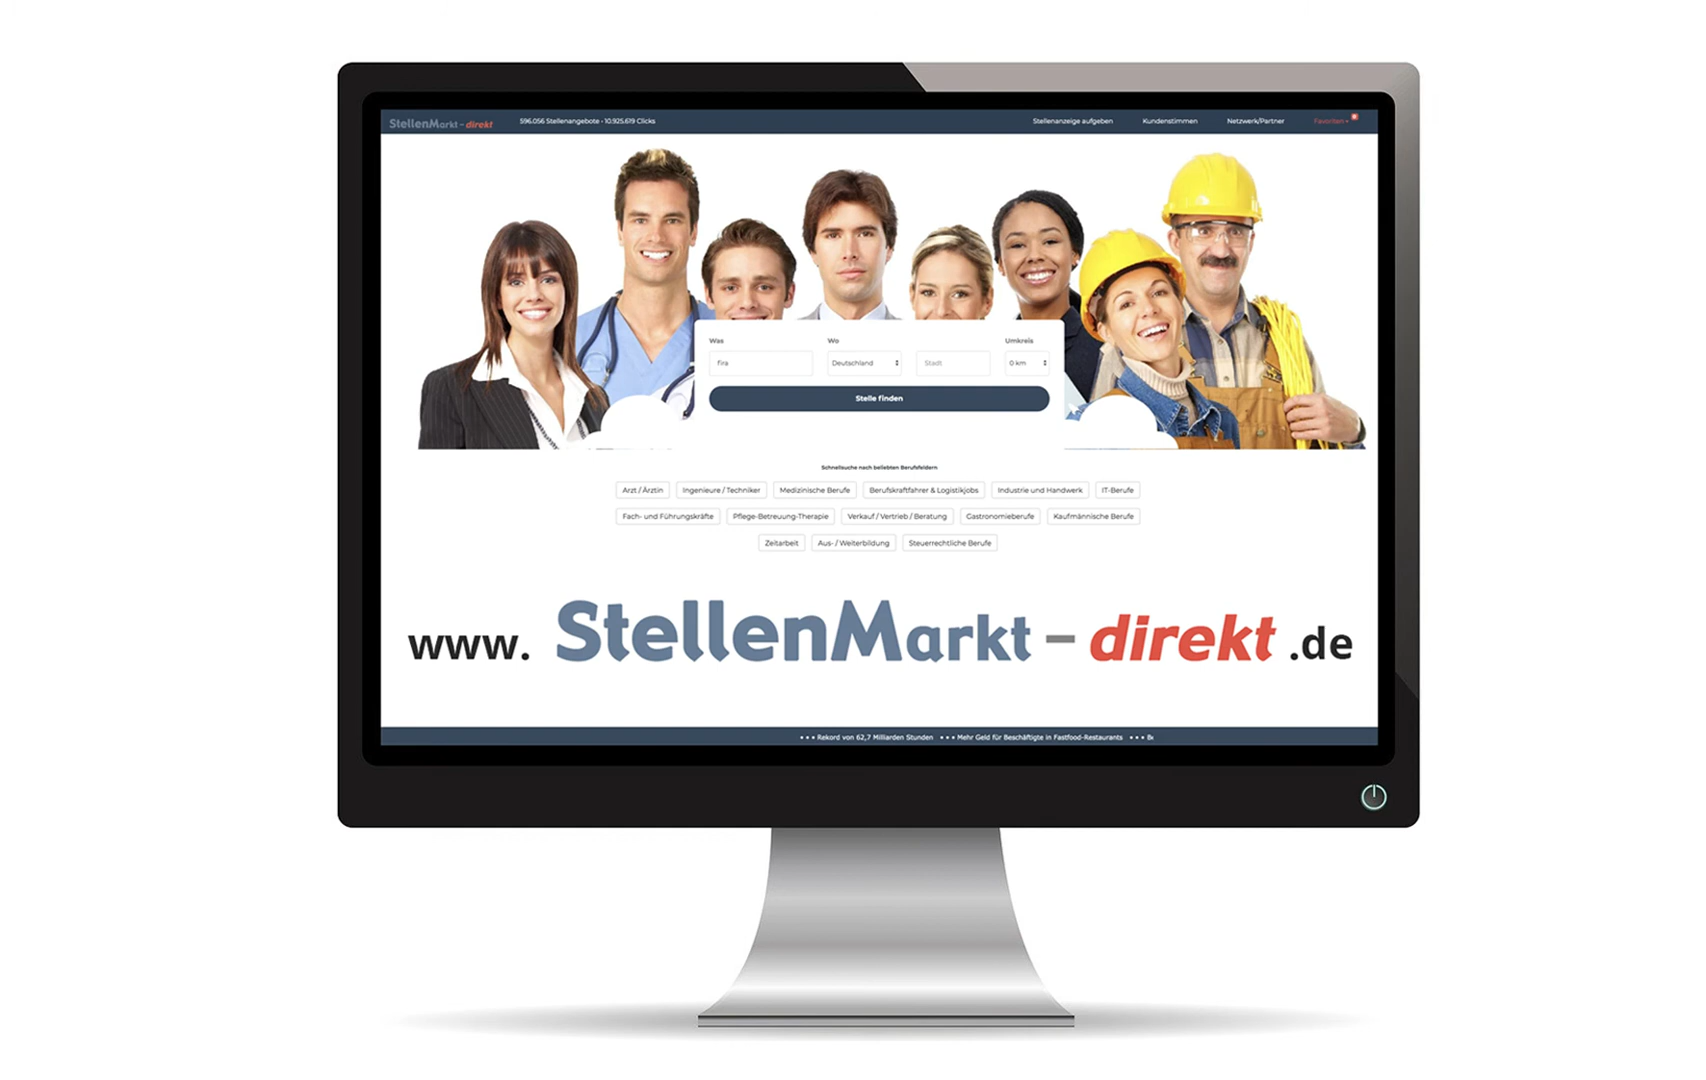 StellenMarkt - direkt 596.056 Stellenangebote - 10.925.619 Clicks Stellenanzeige aufgeben Kundenstimmen Netzwerk/Partner Favoriten
Was Wo Umkreis
fira Deutschland Stadt 0 km
Stelle finden
Schnellsuche nach beliebten Berufsfeldern
Arzt / Ärztin Ingenieure / Techniker Medizinische Berufe Berufskraftfahrer & Logistikjobs Industrie und Handwerk IT-Berufe
Fach- und Führungskräfte Pflege-Betreuung-Therapie Verkauf / Vertrieb / Beratung Gastronomieberufe Kaufmännische Berufe
Zeitarbeit Aus- / Weiterbildung Steuerrechtliche Berufe
www. StellenMarkt - direkt .de
• • • Rekord von 62,7 Milliarden Stunden • • • Mehr Geld für Beschäftigte in Fastfood-Restaurants • • •